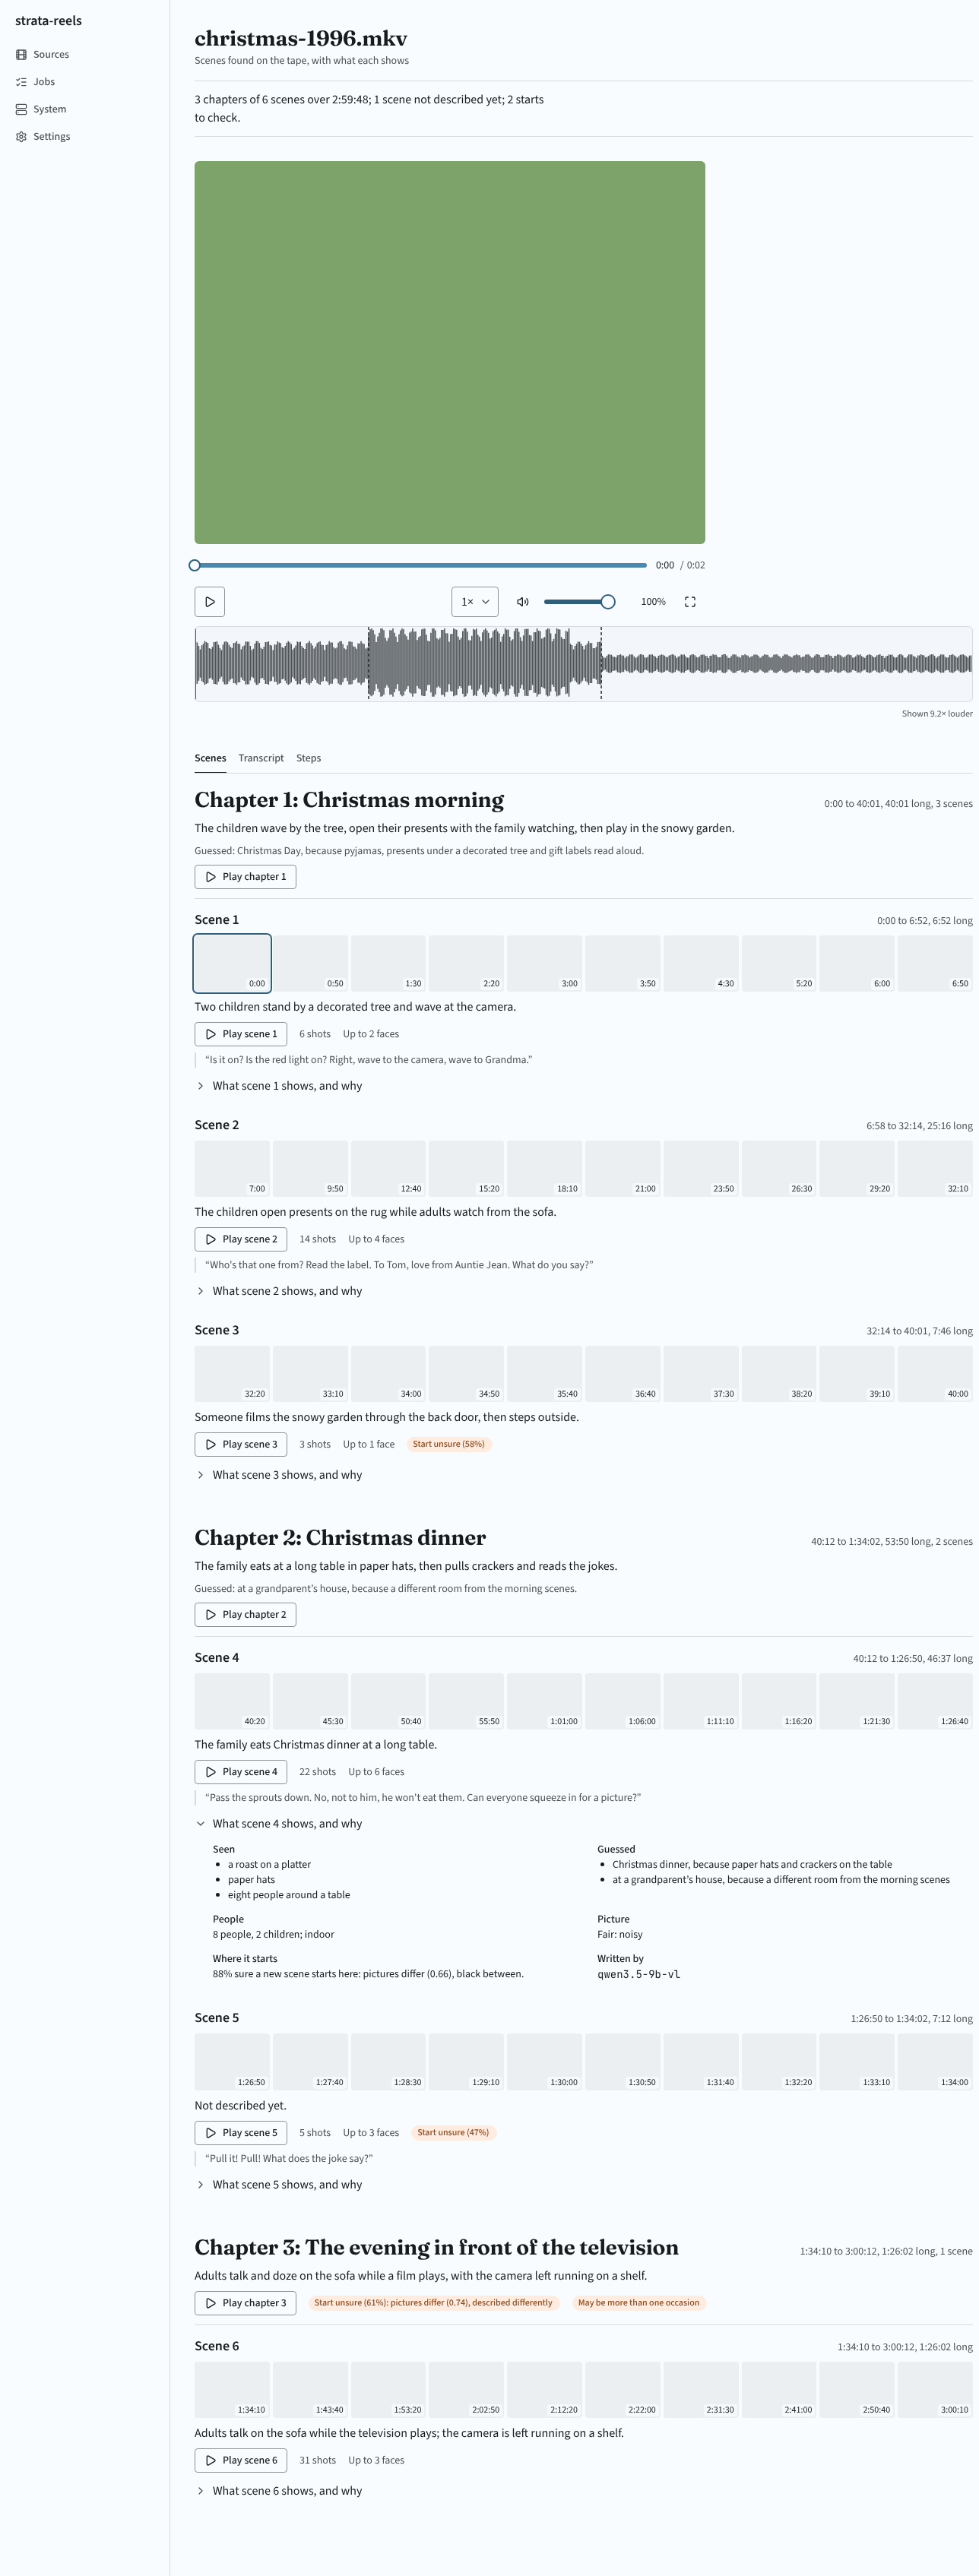 strata-reels
Sources
Jobs
System
Settings
christmas-1996.mkv
Scenes found on the tape, with what each shows
3 chapters of 6 scenes over 2:59:48; 1 scene not described yet; 2 starts
to check.
0:00 / 0:02
1× 100%
Shown 9.2× louder
Scenes Transcript Steps
Chapter 1: Christmas morning 0:00 to 40:01, 40:01 long, 3 scenes
The children wave by the tree, open their presents with the family watching, then play in the snowy garden.
Guessed: Christmas Day, because pyjamas, presents under a decorated tree and gift labels read aloud.
Play chapter 1
Scene 1 0:00 to 6:52, 6:52 long
0:00 0:50 1:30 2:20 3:00 3:50 4:30 5:20 6:00 6:50
Two children stand by a decorated tree and wave at the camera.
Play scene 1 6 shots Up to 2 faces
“Is it on? Is the red light on? Right, wave to the camera, wave to Grandma.”
What scene 1 shows, and why
Scene 2 6:58 to 32:14, 25:16 long
7:00 9:50 12:40 15:20 18:10 21:00 23:50 26:30 29:20 32:10
The children open presents on the rug while adults watch from the sofa.
Play scene 2 14 shots Up to 4 faces
“Who's that one from? Read the label. To Tom, love from Auntie Jean. What do you say?”
What scene 2 shows, and why
Scene 3 32:14 to 40:01, 7:46 long
32:20 33:10 34:00 34:50 35:40 36:40 37:30 38:20 39:10 40:00
Someone films the snowy garden through the back door, then steps outside.
Play scene 3 3 shots Up to 1 face Start unsure (58%)
What scene 3 shows, and why
Chapter 2: Christmas dinner 40:12 to 1:34:02, 53:50 long, 2 scenes
The family eats at a long table in paper hats, then pulls crackers and reads the jokes.
Guessed: at a grandparent’s house, because a different room from the morning scenes.
Play chapter 2
Scene 4 40:12 to 1:26:50, 46:37 long
40:20 45:30 50:40 55:50 1:01:00 1:06:00 1:11:10 1:16:20 1:21:30 1:26:40
The family eats Christmas dinner at a long table.
Play scene 4 22 shots Up to 6 faces
“Pass the sprouts down. No, not to him, he won't eat them. Can everyone squeeze in for a picture?”
What scene 4 shows, and why
Seen Guessed
a roast on a platter Christmas dinner, because paper hats and crackers on the table
paper hats at a grandparent’s house, because a different room from the morning scenes
eight people around a table
People Picture
8 people, 2 children; indoor Fair: noisy
Where it starts Written by
88% sure a new scene starts here: pictures differ (0.66), black between. qwen3.5-9b-vl
Scene 5 1:26:50 to 1:34:02, 7:12 long
1:26:50 1:27:40 1:28:30 1:29:10 1:30:00 1:30:50 1:31:40 1:32:20 1:33:10 1:34:00
Not described yet.
Play scene 5 5 shots Up to 3 faces Start unsure (47%)
“Pull it! Pull! What does the joke say?”
What scene 5 shows, and why
Chapter 3: The evening in front of the television 1:34:10 to 3:00:12, 1:26:02 long, 1 scene
Adults talk and doze on the sofa while a film plays, with the camera left running on a shelf.
Play chapter 3 Start unsure (61%): pictures differ (0.74), described differently May be more than one occasion
Scene 6 1:34:10 to 3:00:12, 1:26:02 long
1:34:10 1:43:40 1:53:20 2:02:50 2:12:20 2:22:00 2:31:30 2:41:00 2:50:40 3:00:10
Adults talk on the sofa while the television plays; the camera is left running on a shelf.
Play scene 6 31 shots Up to 3 faces
What scene 6 shows, and why